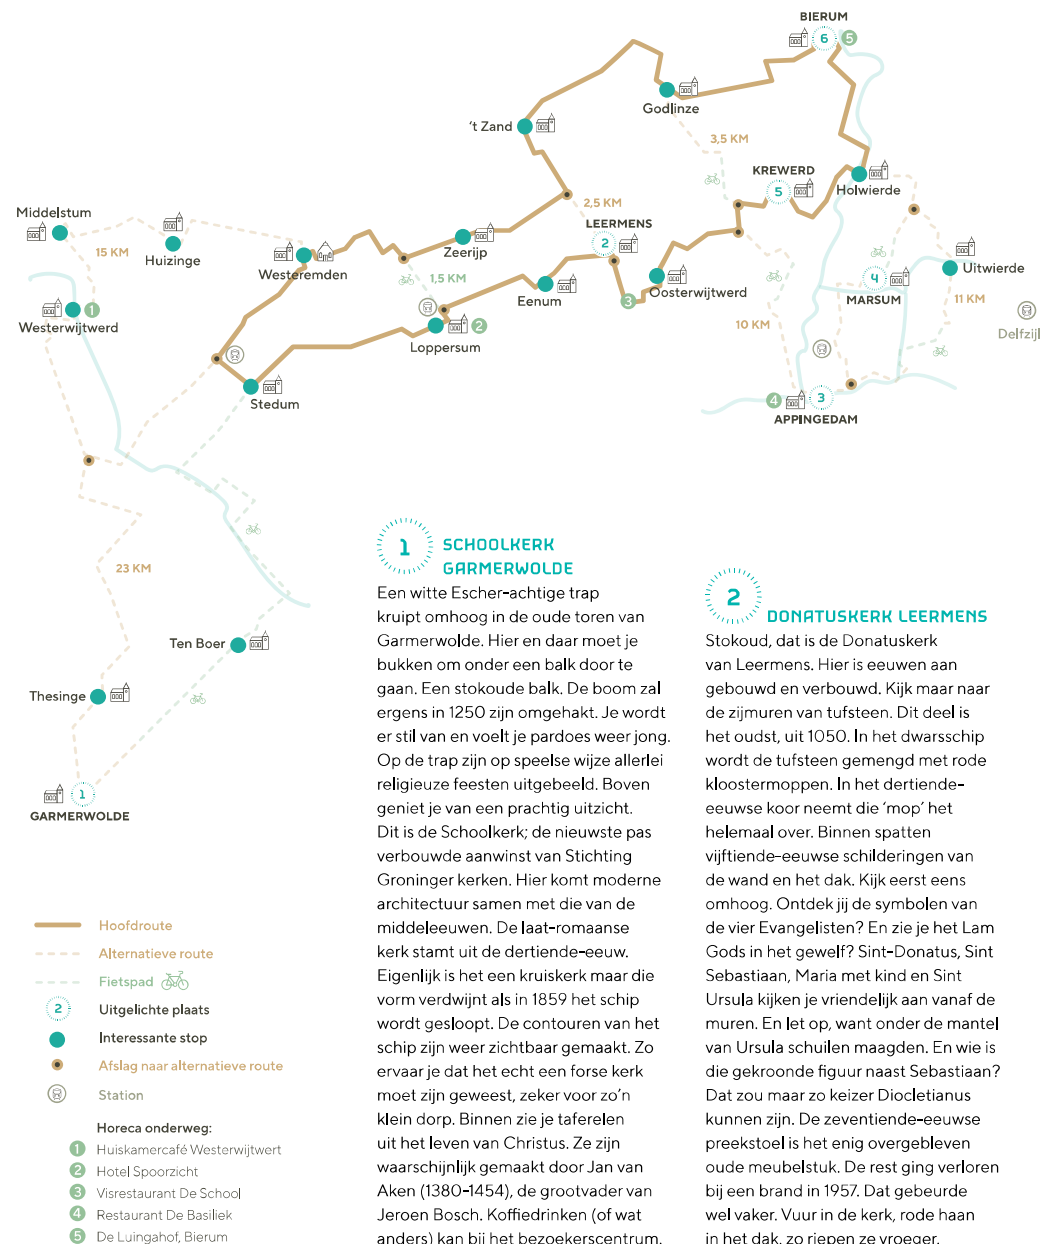 BIERUM
6
5
Godlinze
't Zand
3,5 KM
KREWERD
5
Holwierde
2,5 KM
LEERMENS
2
Middelstum
15 KM
Huizinge
Westeremden
Zeerijp
1,5 KM
Eenum
Oosterwijtwerd
3
4
MARSUM
Uitwierde
11 KM
Delfzijl
10 KM
1
Westerwijtwerd
Loppersum
2
Stedum
4
3
APPINGEDAM
23 KM
Ten Boer
Thesinge
1
GARMERWOLDE
Hoofdroute
Alternatieve route
Fietspad
2 Uitgelichte plaats
Interessante stop
Afslag naar alternatieve route
Station
Horeca onderweg:
1 Huiskamercafé Westerwijtwert
2 Hotel Spoorzicht
3 Visrestaurant De School
4 Restaurant De Basiliek
5 De Luingahof, Bierum
1 SCHOOLKERK
GARMERWOLDE
Een witte Escher-achtige trap
kruipt omhoog in de oude toren van
Garmerwolde. Hier en daar moet je
bukken om onder een balk door te
gaan. Een stokoude balk. De boom zal
ergens in 1250 zijn omgehakt. Je wordt
er stil van en voelt je pardoes weer jong.
Op de trap zijn op speelse wijze allerlei
religieuze feesten uitgebeeld. Boven
geniet je van een prachtig uitzicht.
Dit is de Schoolkerk; de nieuwste pas
verbouwde aanwinst van Stichting
Groninger kerken. Hier komt moderne
architectuur samen met die van de
middeleeuwen. De laat-romaanse
kerk stamt uit de dertiende-eeuw.
Eigenlijk is het een kruiskerk maar die
vorm verdwijnt als in 1859 het schip
wordt gesloopt. De contouren van het
schip zijn weer zichtbaar gemaakt. Zo
ervaar je dat het echt een forse kerk
moet zijn geweest, zeker voor zo'n
klein dorp. Binnen zie je taferelen
uit het leven van Christus. Ze zijn
waarschijnlijk gemaakt door Jan van
Aken (1380-1454), de grootvader van
Jeroen Bosch. Koffiedrinken (of wat
anders) kan bij het bezoekerscentrum.
2
DONATUSKERK LEERMENS
Stokoud, dat is de Donatuskerk
van Leermens. Hier is eeuwen aan
gebouwd en verbouwd. Kijk maar naar
de zijmuren van tufsteen. Dit deel is
het oudst, uit 1050. In het dwarsschip
wordt de tufsteen gemengd met rode
kloostermoppen. In het dertiende-
eeuwse koor neemt die 'mop' het
helemaal over. Binnen spatten
vijftiende-eeuwse schilderingen van
de wand en het dak. Kijk eerst eens
omhoog. Ontdek jij de symbolen van
de vier Evangelisten? En zie je het Lam
Gods in het gewelf? Sint-Donatus, Sint
Sebastiaan, Maria met kind en Sint
Ursula kijken je vriendelijk aan vanaf de
muren. En let op, want onder de mantel
van Ursula schuilen maagden. En wie is
die gekroonde figuur naast Sebastiaan?
Dat zou maar zo keizer Diocletianus
kunnen zijn. De zeventiende-eeuwse
preekstoel is het enig overgebleven
oude meubelstuk. De rest ging verloren
bij een brand in 1957. Dat gebeurde
wel vaker. Vuur in de kerk, rode haan
in het dak, zo riepen ze vroeger.